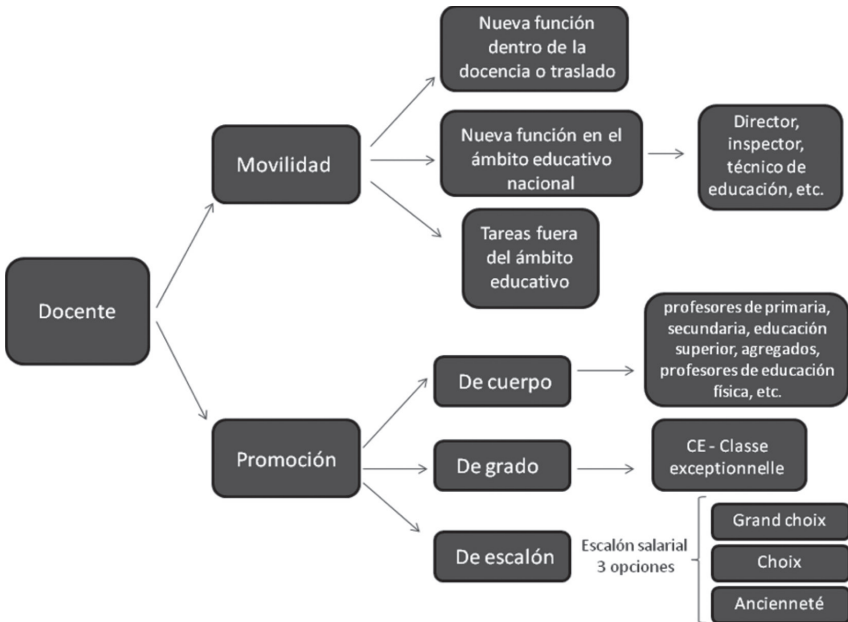 Docente
Movilidad
Nueva función
dentro de la
docencia o traslado
Nueva función en el
ámbito educativo
nacional
Director,
inspector,
técnico de
educación, etc.
Tareas fuera
del ámbito
educativo
Promoción
De cuerpo
profesores de primaria,
secundaria, educación
superior, agregados,
profesores de educación
física, etc.
De grado
CE - Classe
exceptionnelle
De escalón
Escalón salarial
3 opciones
Grand choix
Choix
Ancienneté